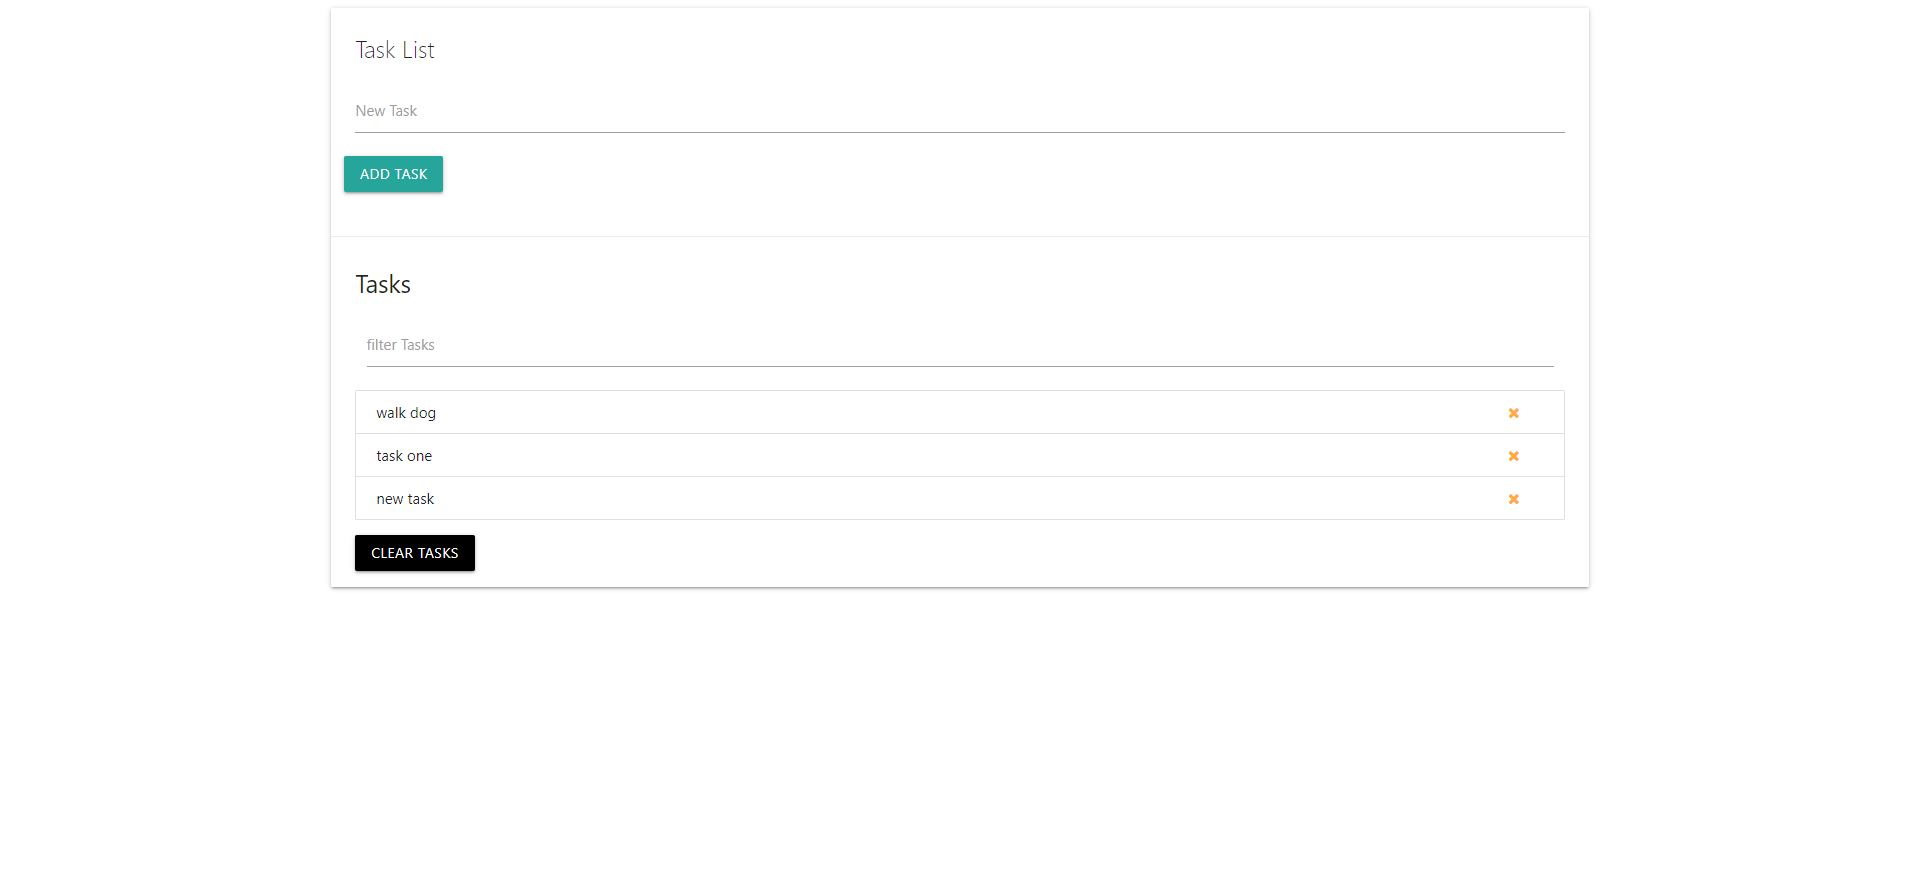 Task List
New Task
ADD TASK
Tasks
filter Tasks
walk dog
task one
new task
CLEAR TASKS